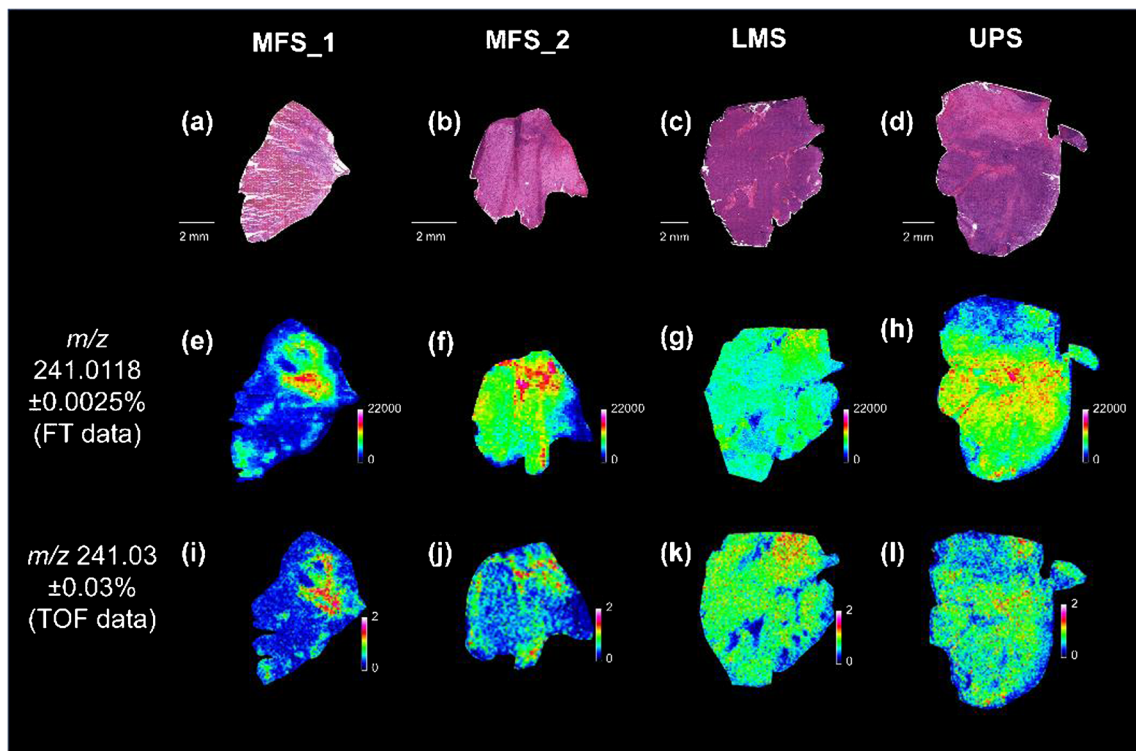 MFS_1 MFS_2 LMS UPS
(a) (b) (c) (d)
2 mm 2 mm 2 mm 2 mm
m/z
241.0118
±0.0025%
(FT data)
(e) (f) (g) (h)
22000 22000 22000 22000
0 0 0 0
m/z 241.03
±0.03%
(TOF data)
(i) (j) (k) (l)
2 2 2 2
0 0 0 0